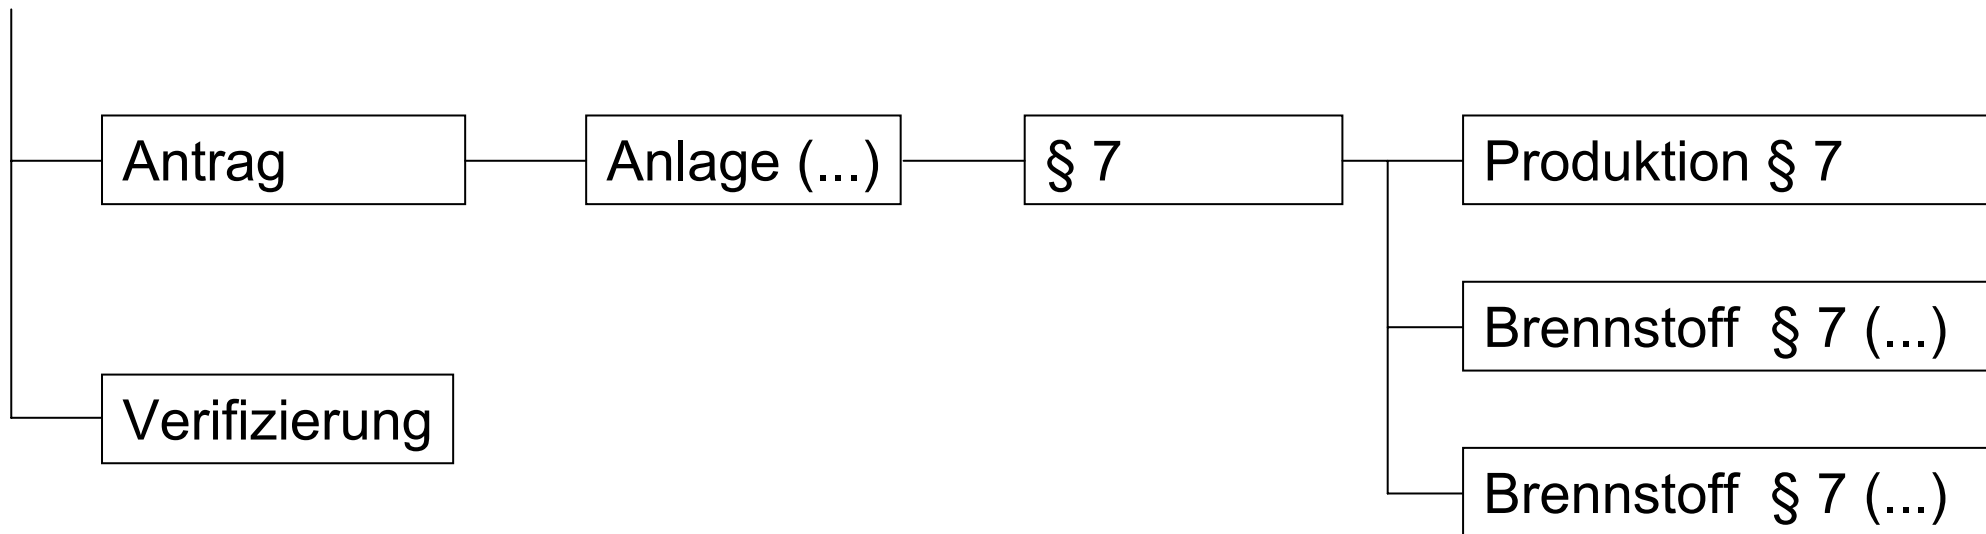 Antrag
Anlage (...)
§ 7
Produktion § 7
Brennstoff  § 7 (...)
Verifizierung
Brennstoff  § 7 (...)